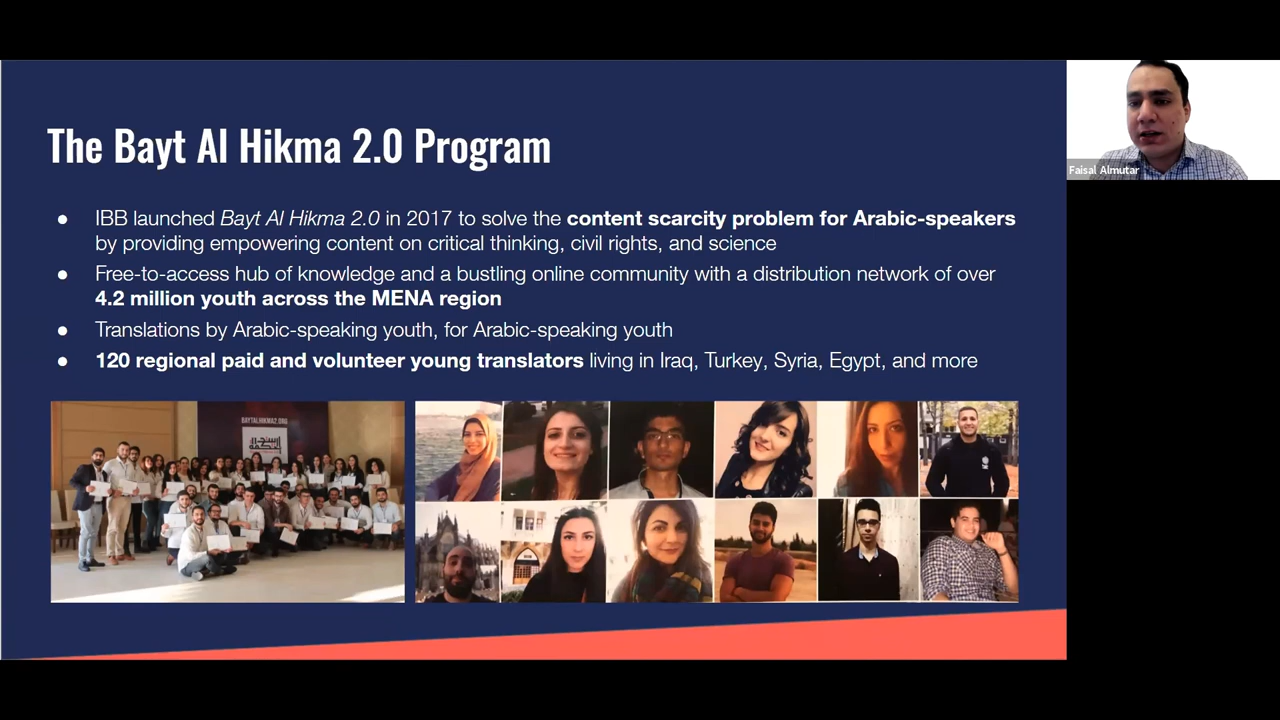 The Bayt Al Hikma 2.0 Program
● IBB launched Bayt Al Hikma 2.0 in 2017 to solve the content scarcity problem for Arabic-speakers
by providing empowering content on critical thinking, civil rights, and science
● Free-to-access hub of knowledge and a bustling online community with a distribution network of over
4.2 million youth across the MENA region
● Translations by Arabic-speaking youth, for Arabic-speaking youth
● 120 regional paid and volunteer young translators living in Iraq, Turkey, Syria, Egypt, and more
BAYTALHIKMA2.ORG
Faisal Almutar